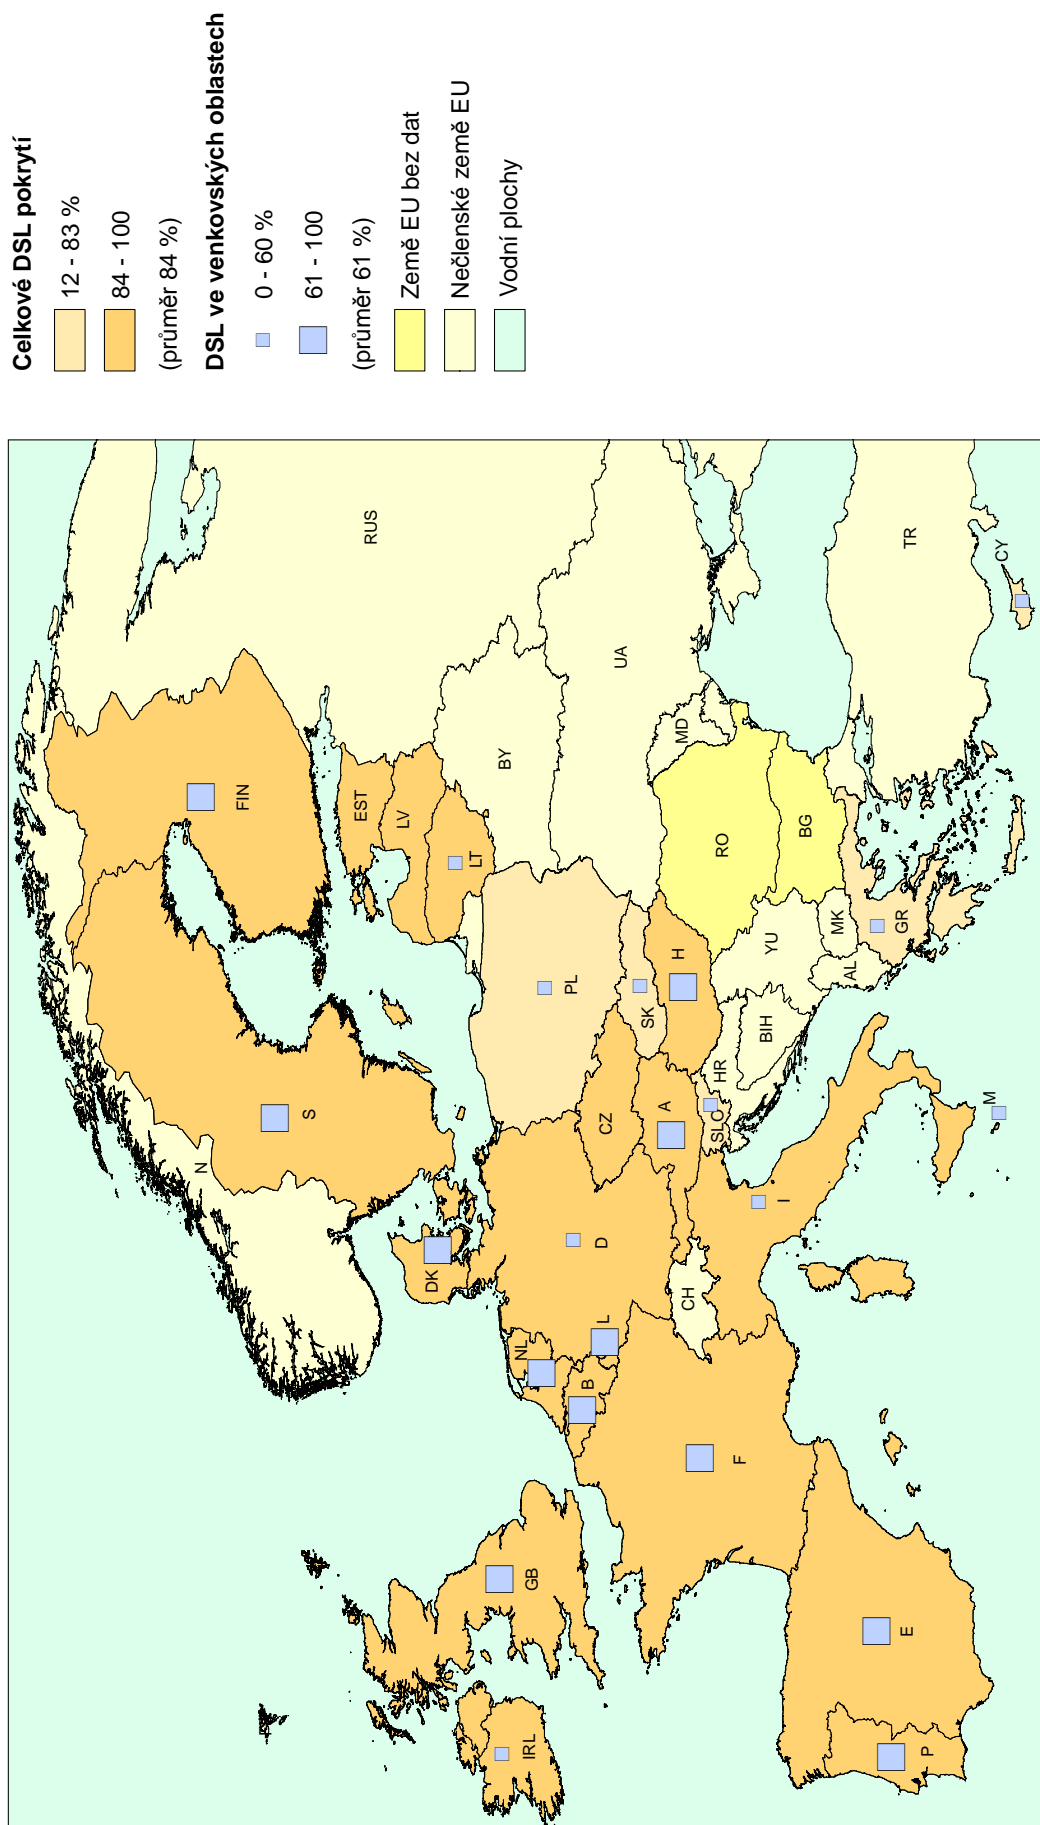 Celkové DSL pokrytí
12 - 83 %
84 - 100
(průměr 84 %)
DSL ve venkovských oblastech
0 - 60 %
61 - 100
(průměr 61 %)
Země EU bez dat
Nečlenské země EU
Vodní plochy
RUS
FIN
N
S
EST
LV
LT
BY
DK
IRL
GB
NL
B
L
D
PL
UA
CZ
SK
A
H
MD
CH
F
SLO
HR
RO
BIH
YU
BG
I
MK
AL
GR
TR
P
E
M
CY